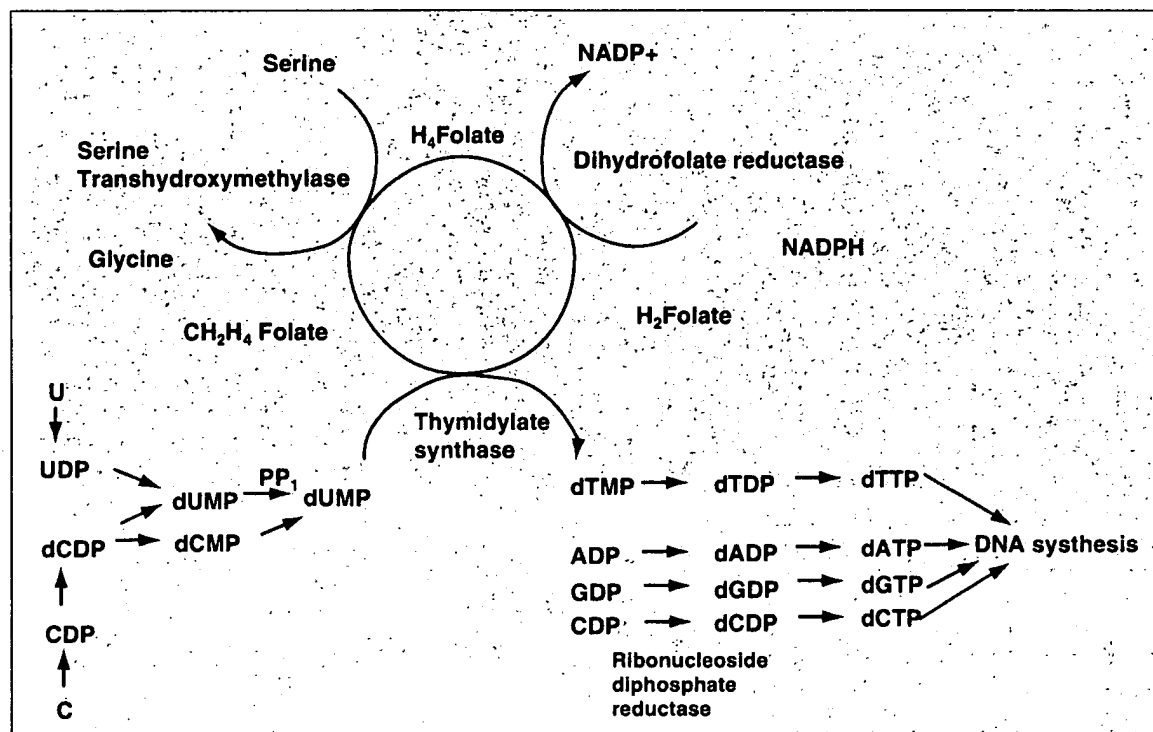 Serine
NADP+
H₄Folate
Serine
Transhydroxymethylase
Dihydrofolate reductase
Glycine
NADPH
CH₂H₄ Folate
H₂Folate
U
Thymidylate
synthase
UDP
PP₁
dUMP
dUMP
dTMP
dTDP
dTTP
dCDP
dCMP
DNA systhesis
ADP
dADP
dATP
GDP
dGDP
dGTP
CDP
CDP
dCDP
dCTP
Ribonucleoside
diphosphate
reductase
C